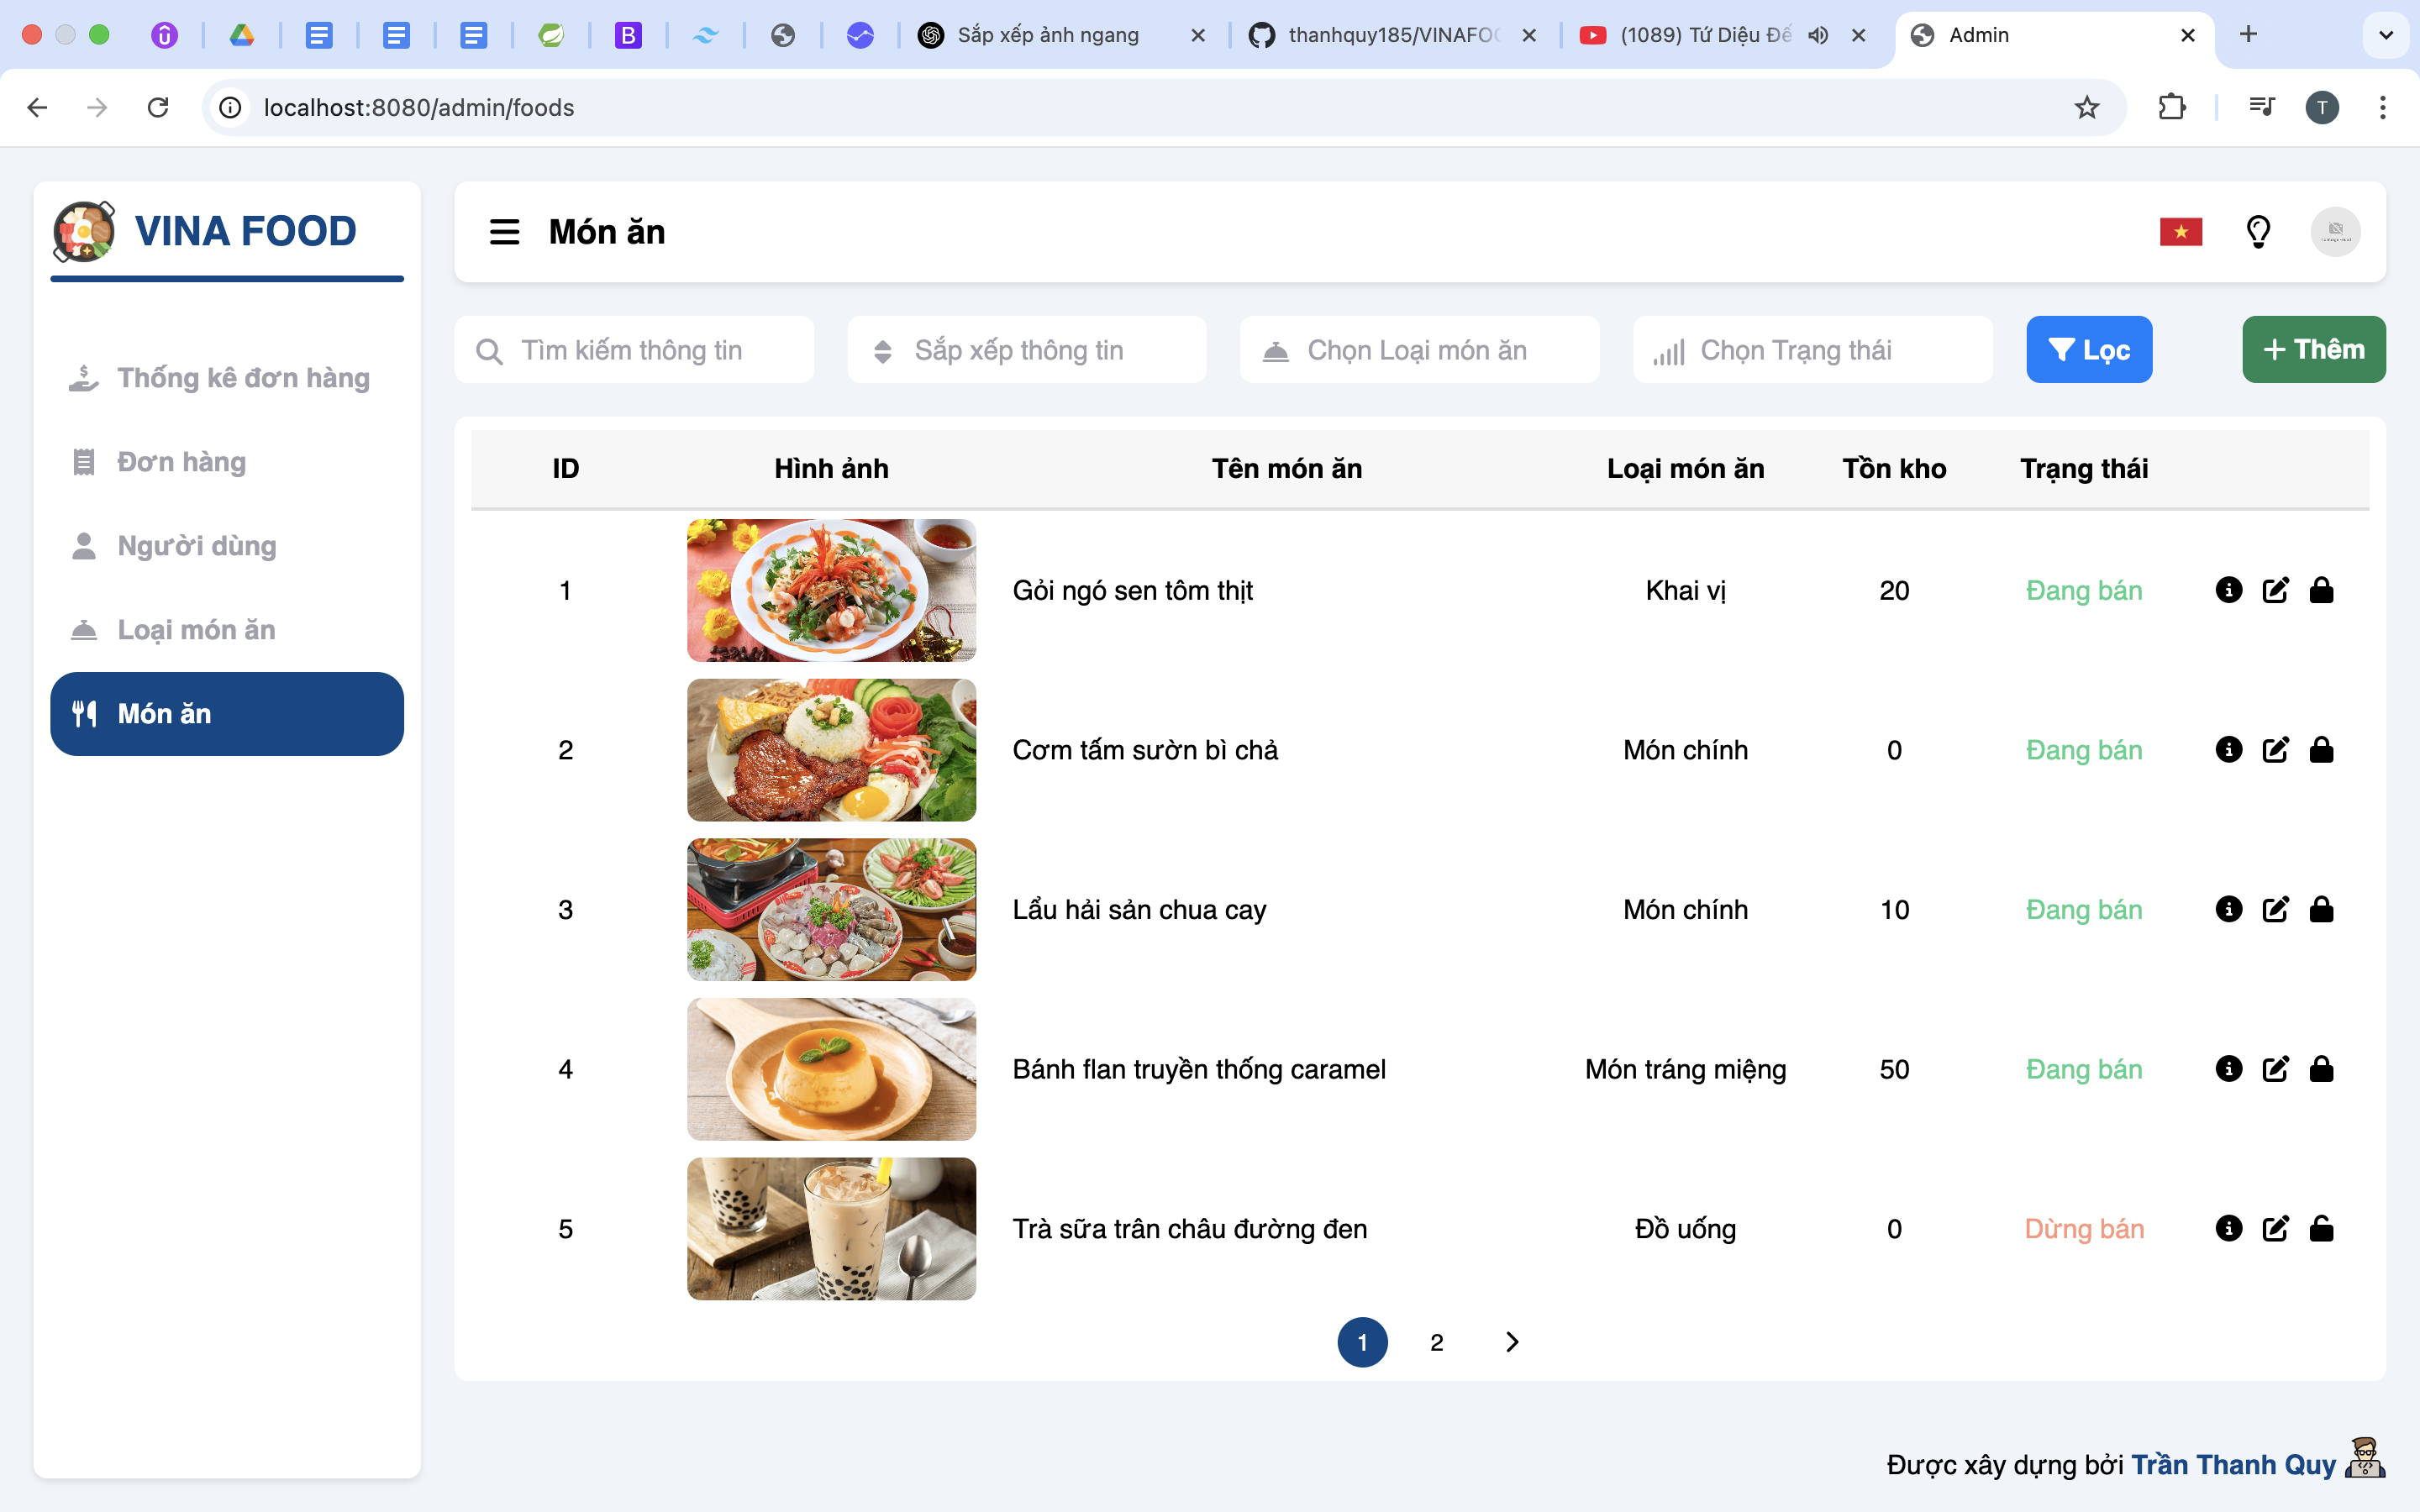 Sắp xếp ảnh ngang
thanhquy185/VINAFOO
(1089) Tứ Diệu Đế
Admin
localhost:8080/admin/foods
T
VINA FOOD
Món ăn
Thống kê đơn hàng
Đơn hàng
Người dùng
Loại món ăn
Món ăn
Tìm kiếm thông tin
Sắp xếp thông tin
Chọn Loại món ăn
Chọn Trạng thái
Lọc
Thêm
ID Hình ảnh Tên món ăn Loại món ăn Tồn kho Trạng thái
1 Gỏi ngó sen tôm thịt Khai vị 20 Đang bán
2 Cơm tấm sườn bì chả Món chính 0 Đang bán
3 Lẩu hải sản chua cay Món chính 10 Đang bán
4 Bánh flan truyền thống caramel Món tráng miệng 50 Đang bán
5 Trà sữa trân châu đường đen Đồ uống 0 Dừng bán
1 2
Được xây dựng bởi Trần Thanh Quy